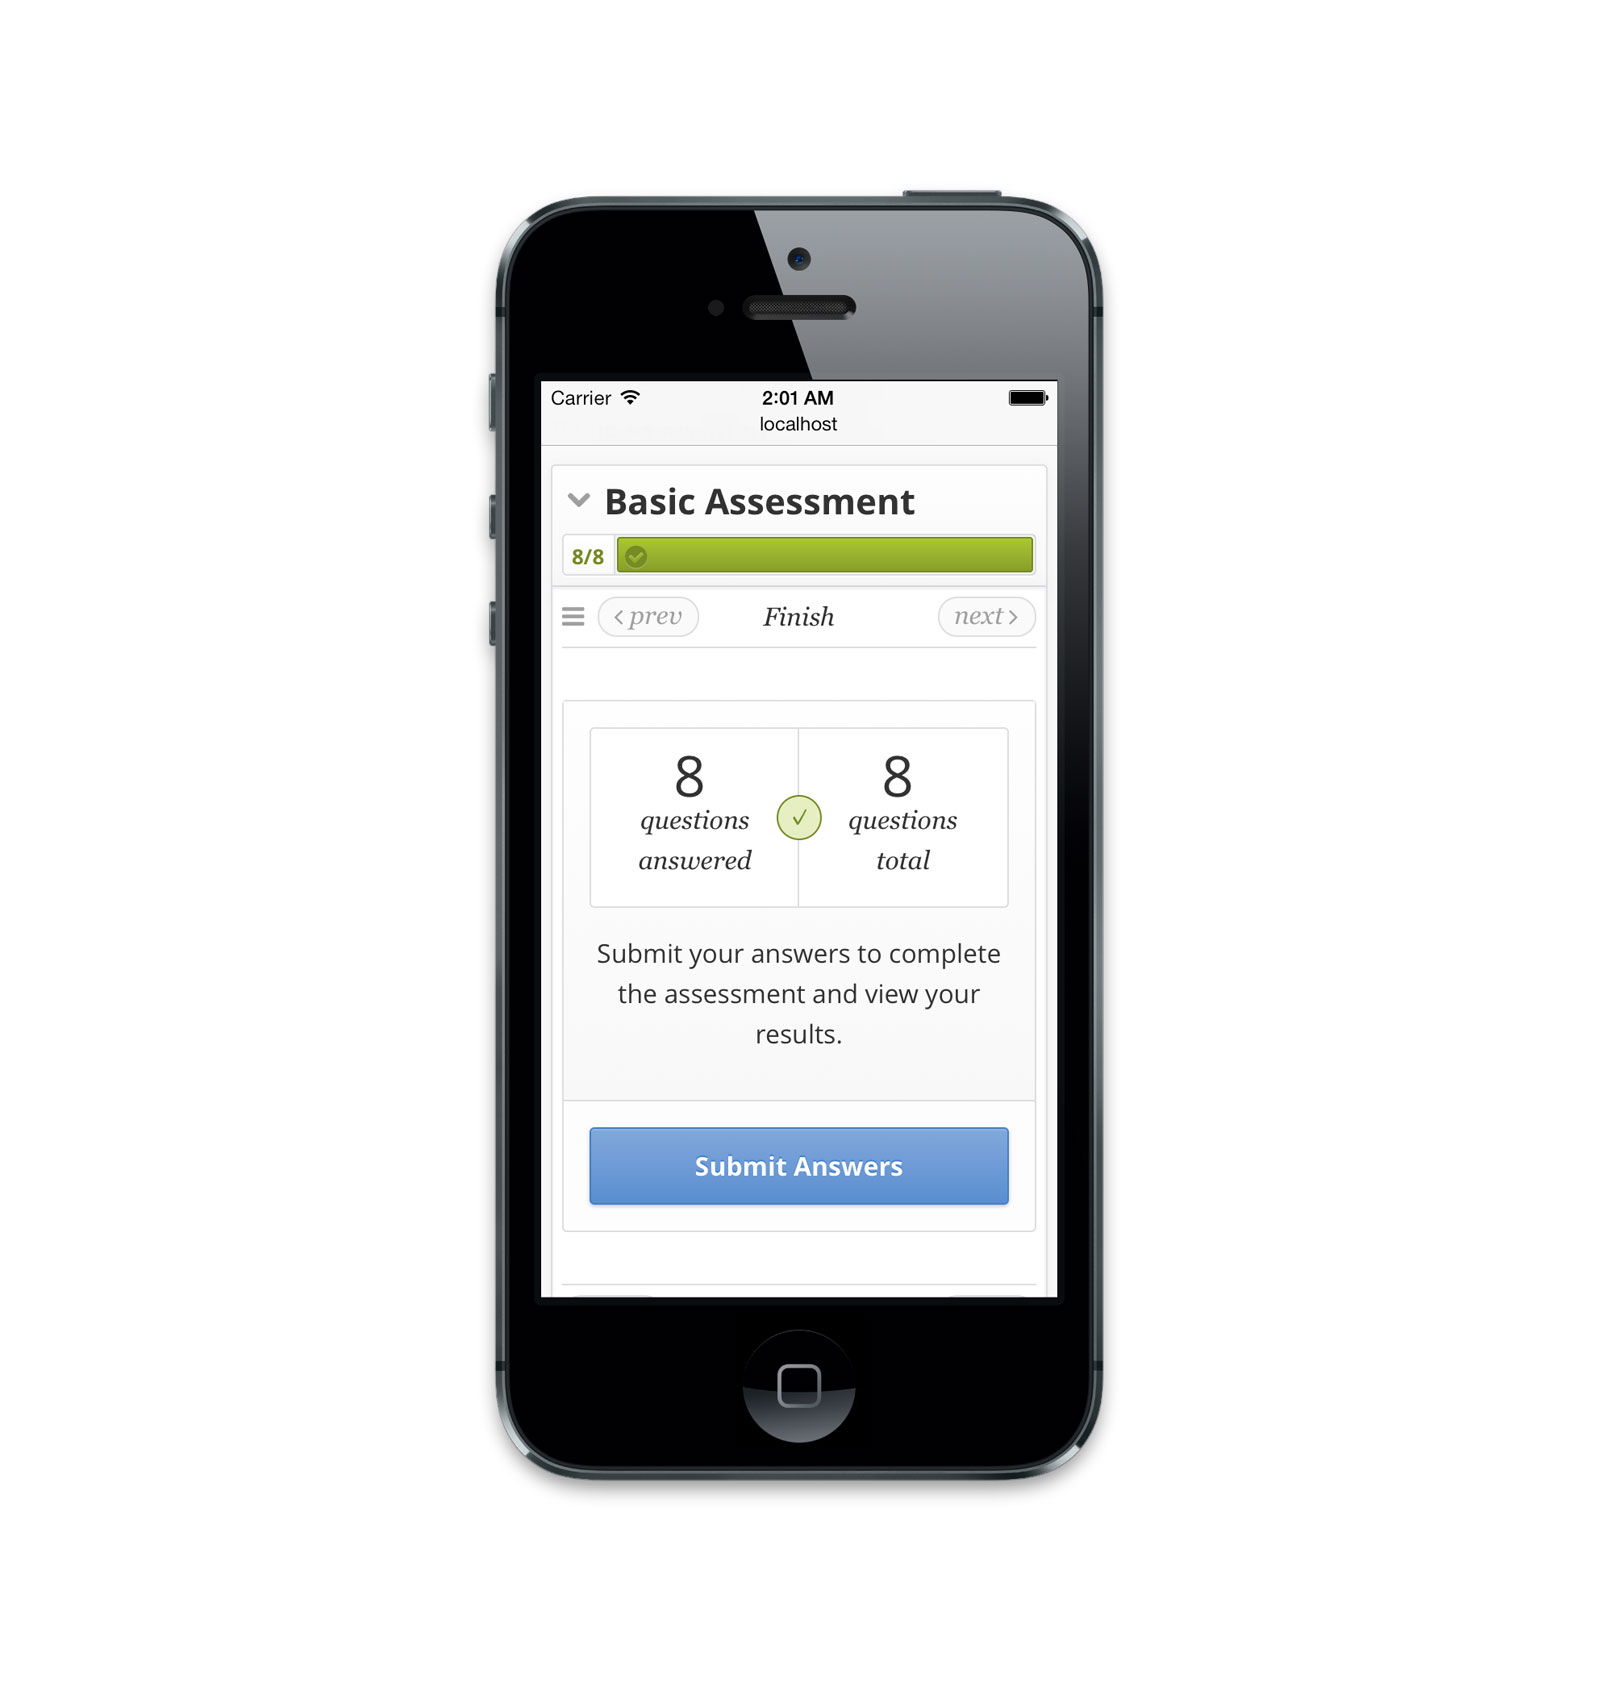 Carrier 2:01 AM
localhost
Basic Assessment
8/8
prev Finish next
8 8
questions questions
answered total
Submit your answers to complete
the assessment and view your
results.
Submit Answers